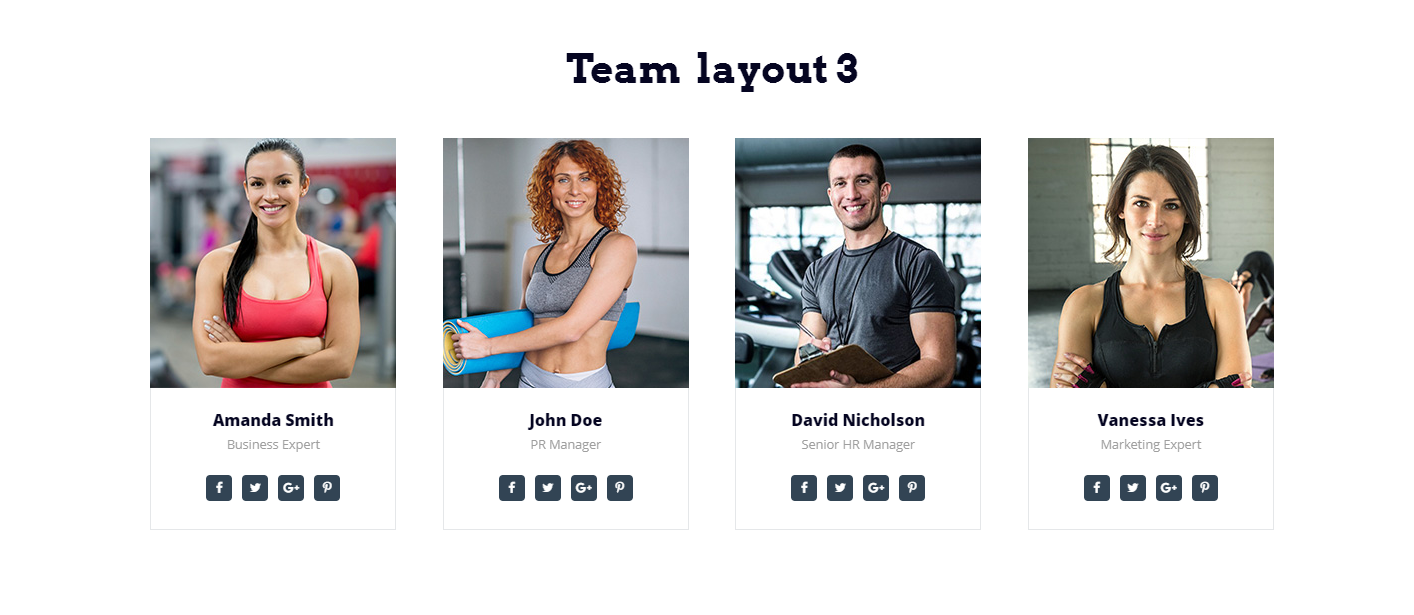 Team layout 3
Amanda Smith
Business Expert
John Doe
PR Manager
David Nicholson
Senior HR Manager
Vanessa Ives
Marketing Expert